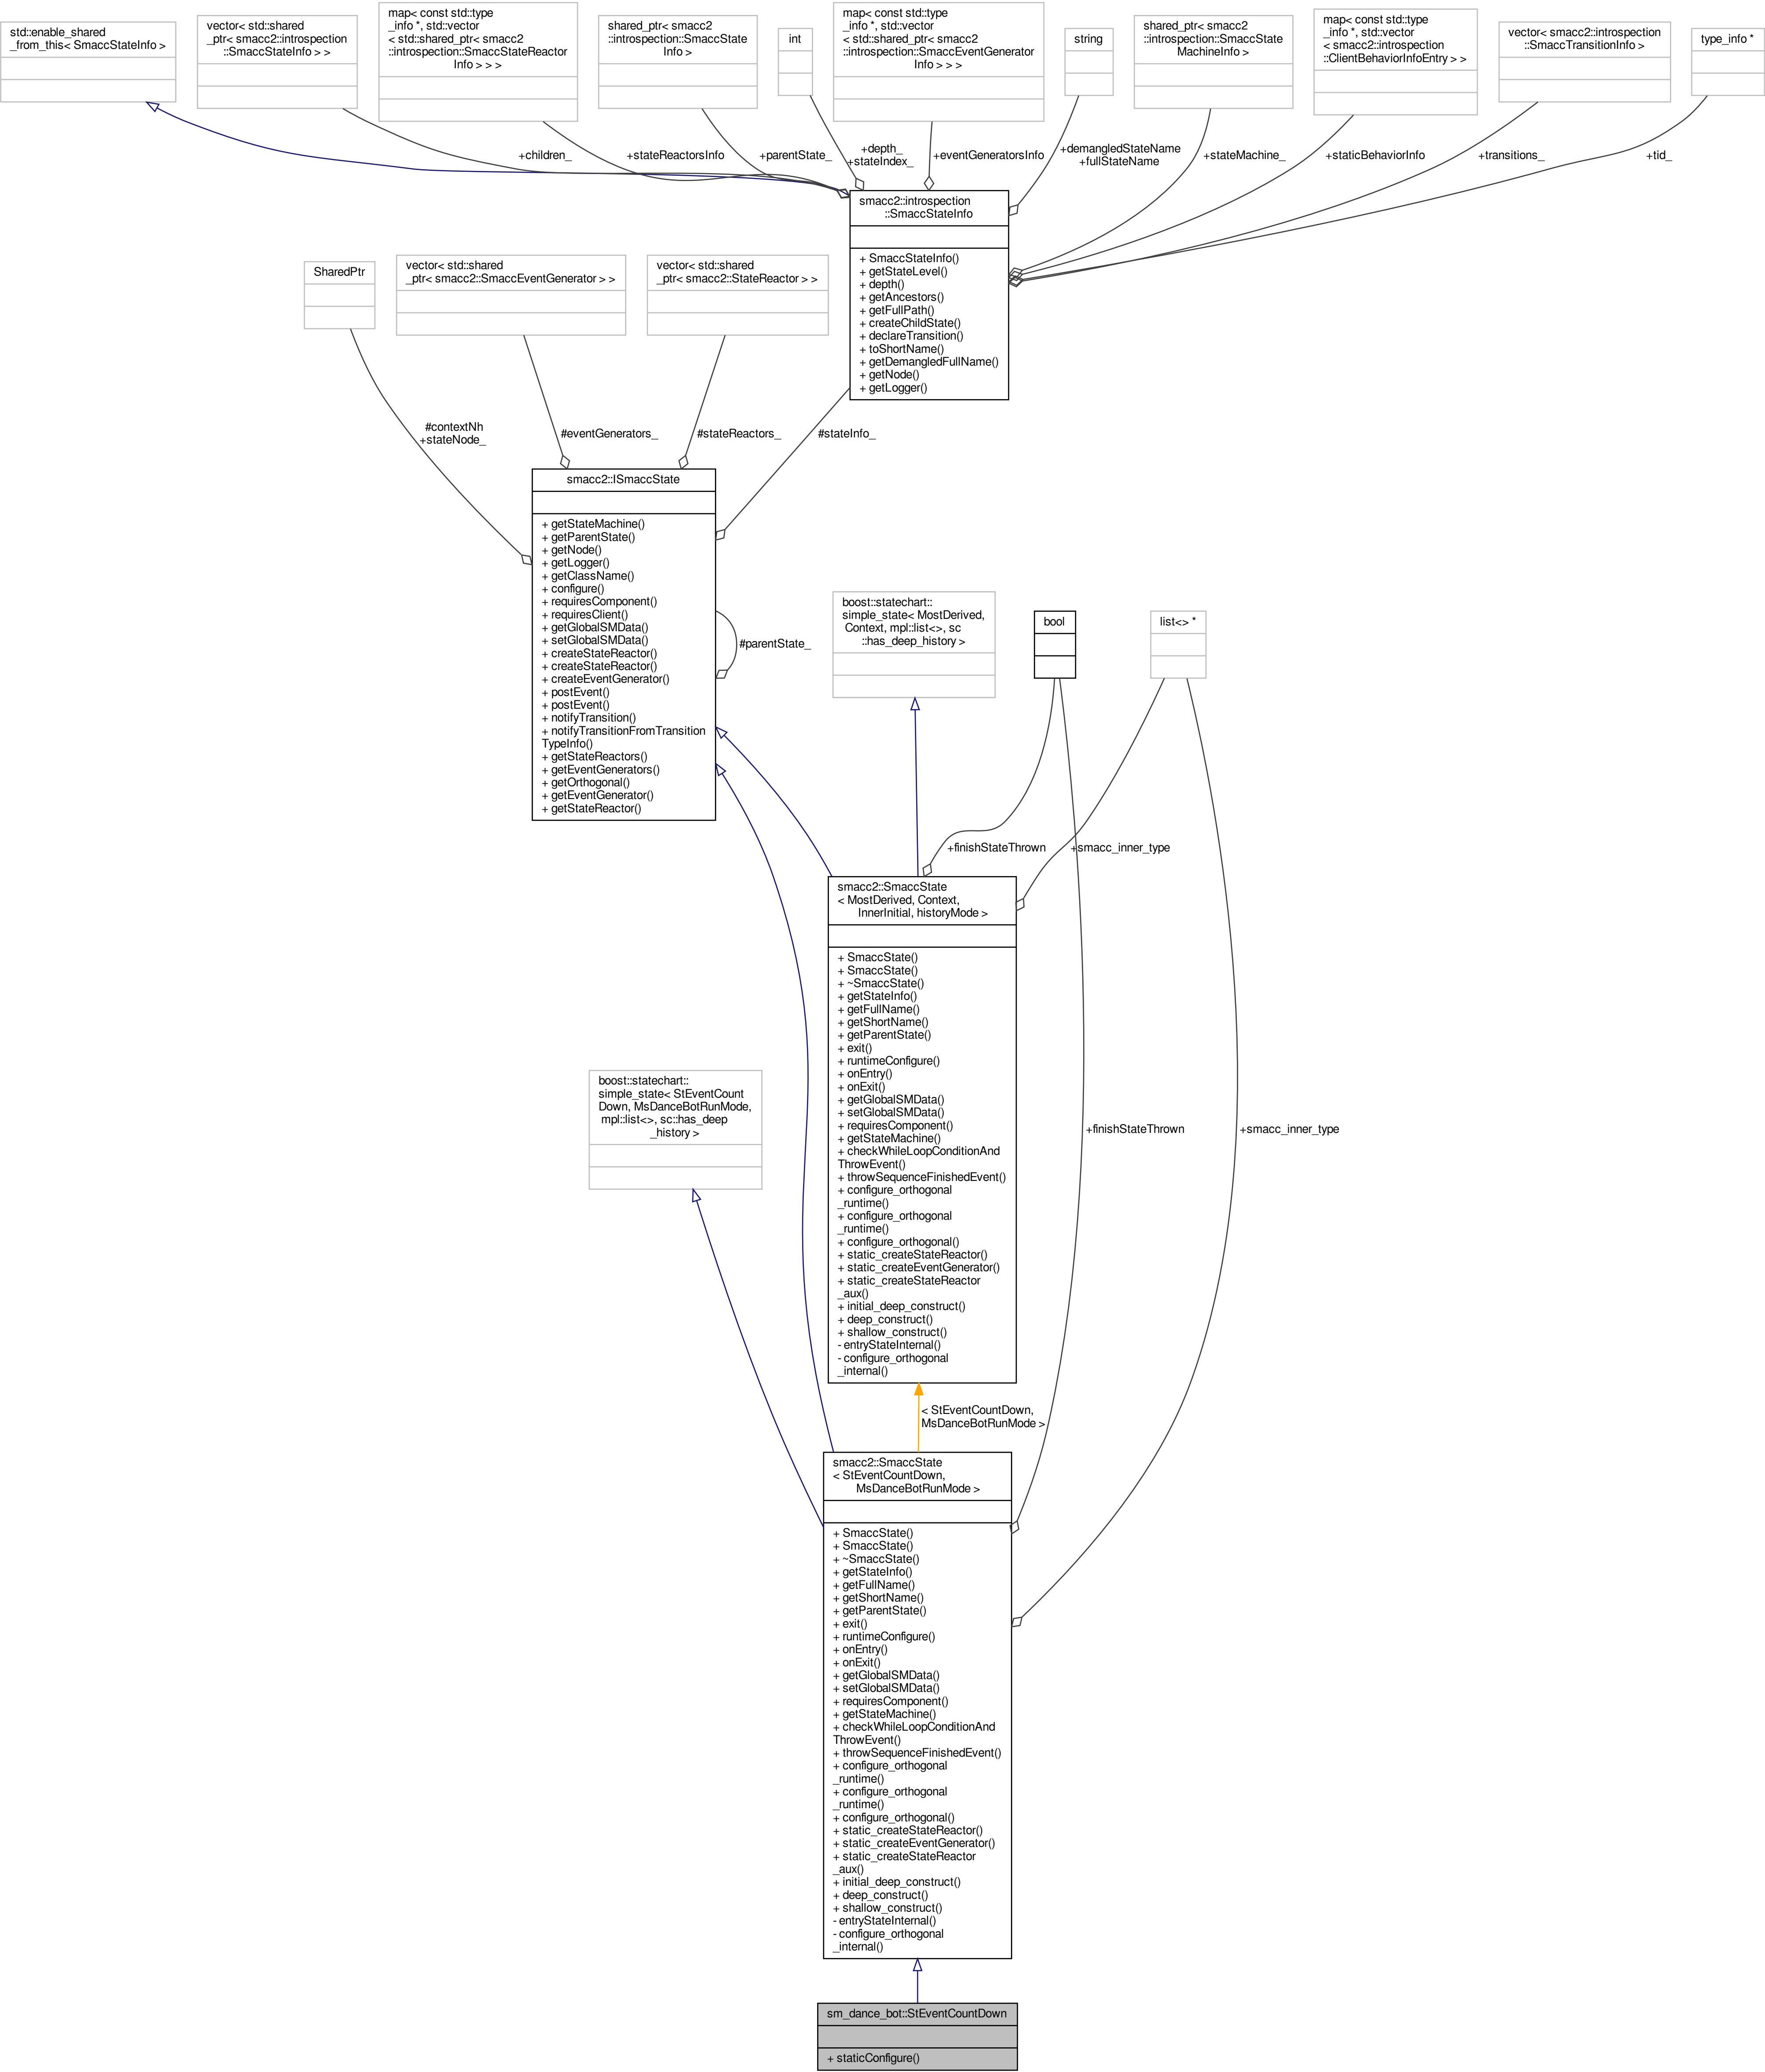 std::enable_shared
_from_this< SmaccStateInfo >
vector< std::shared
_ptr< smacc2::introspection
::SmaccStateInfo > >
map< const std::type
_info *, std::vector
< std::shared_ptr< smacc2
::introspection::SmaccStateReactor
Info > > >
shared_ptr< smacc2
::introspection::SmaccState
Info >
int
map< const std::type
_info *, std::vector
< std::shared_ptr< smacc2
::introspection::SmaccEventGenerator
Info > > >
string
shared_ptr< smacc2
::introspection::SmaccState
MachineInfo >
map< const std::type
_info *, std::vector
< smacc2::introspection
::ClientBehaviorInfoEntry > >
vector< smacc2::introspection
::SmaccTransitionInfo >
type_info *
+children_
+stateReactorsInfo
+parentState_
+depth_
+stateIndex_
+eventGeneratorsInfo
+demangledStateName
+fullStateName
+stateMachine_
+staticBehaviorInfo
+transitions_
+tid_
smacc2::introspection
::SmaccStateInfo
+ SmaccStateInfo()
+ getStateLevel()
+ depth()
+ getAncestors()
+ getFullPath()
+ createChildState()
+ declareTransition()
+ toShortName()
+ getDemangledFullName()
+ getNode()
+ getLogger()
SharedPtr
vector< std::shared
_ptr< smacc2::SmaccEventGenerator > >
vector< std::shared
_ptr< smacc2::StateReactor > >
#contextNh
+stateNode_
#eventGenerators_
#stateReactors_
#stateInfo_
smacc2::ISmaccState
+ getStateMachine()
+ getParentState()
+ getNode()
+ getLogger()
+ getClassName()
+ configure()
+ requiresComponent()
+ requiresClient()
+ getGlobalSMData()
+ setGlobalSMData()
+ createStateReactor()
+ createStateReactor()
+ createEventGenerator()
+ postEvent()
+ postEvent()
+ notifyTransition()
+ notifyTransitionFromTransition
TypeInfo()
+ getStateReactors()
+ getEventGenerators()
+ getOrthogonal()
+ getEventGenerator()
+ getStateReactor()
#parentState_
boost::statechart::
simple_state< MostDerived,
Context, mpl::list<>, sc
::has_deep_history >
bool
list<> *
+finishStateThrown
+smacc_inner_type
smacc2::SmaccState
< MostDerived, Context,
InnerInitial, historyMode >
+ SmaccState()
+ SmaccState()
+ ~SmaccState()
+ getStateInfo()
+ getFullName()
+ getShortName()
+ getParentState()
+ exit()
+ runtimeConfigure()
+ onEntry()
+ onExit()
+ getGlobalSMData()
+ setGlobalSMData()
+ requiresComponent()
+ getStateMachine()
+ checkWhileLoopConditionAnd
ThrowEvent()
+ throwSequenceFinishedEvent()
+ configure_orthogonal
_runtime()
+ configure_orthogonal
_runtime()
+ configure_orthogonal()
+ static_createStateReactor()
+ static_createEventGenerator()
+ static_createStateReactor
_aux()
+ initial_deep_construct()
+ deep_construct()
+ shallow_construct()
- entryStateInternal()
- configure_orthogonal
_internal()
boost::statechart::
simple_state< StEventCount
Down, MsDanceBotRunMode,
mpl::list<>, sc::has_deep
_history >
+finishStateThrown
+smacc_inner_type
< StEventCountDown,
MsDanceBotRunMode >
smacc2::SmaccState
< StEventCountDown,
MsDanceBotRunMode >
+ SmaccState()
+ SmaccState()
+ ~SmaccState()
+ getStateInfo()
+ getFullName()
+ getShortName()
+ getParentState()
+ exit()
+ runtimeConfigure()
+ onEntry()
+ onExit()
+ getGlobalSMData()
+ setGlobalSMData()
+ requiresComponent()
+ getStateMachine()
+ checkWhileLoopConditionAnd
ThrowEvent()
+ throwSequenceFinishedEvent()
+ configure_orthogonal
_runtime()
+ configure_orthogonal
_runtime()
+ configure_orthogonal()
+ static_createStateReactor()
+ static_createEventGenerator()
+ static_createStateReactor
_aux()
+ initial_deep_construct()
+ deep_construct()
+ shallow_construct()
- entryStateInternal()
- configure_orthogonal
_internal()
sm_dance_bot::StEventCountDown
+ staticConfigure()